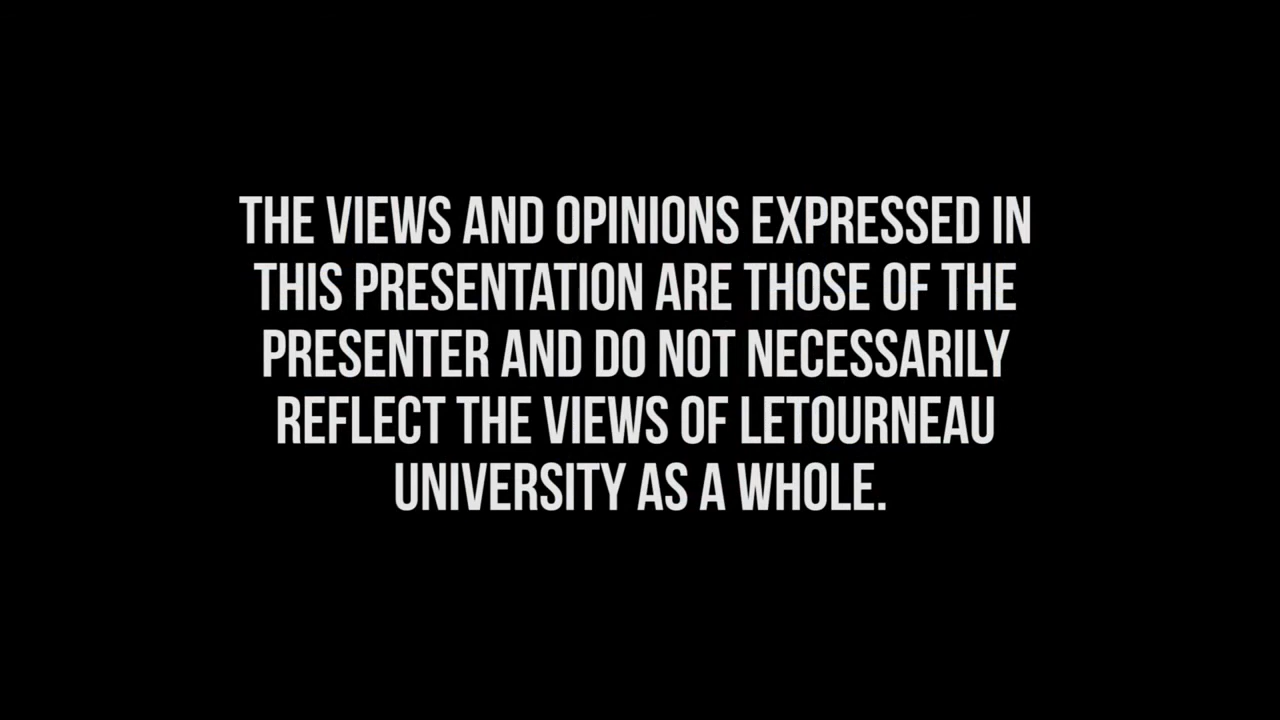 THE VIEWS AND OPINIONS EXPRESSED IN
THIS PRESENTATION ARE THOSE OF THE
PRESENTER AND DO NOT NECESSARILY
REFLECT THE VIEWS OF LETOURNEAU
UNIVERSITY AS A WHOLE.